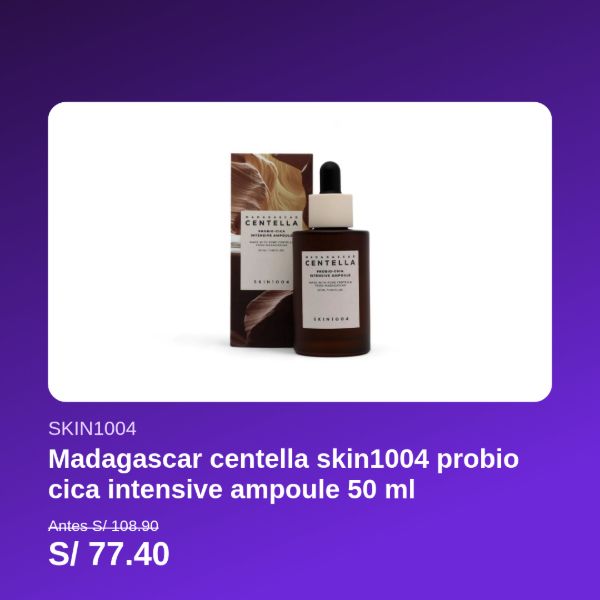 MADAGASCAR
CENTELLA
PROBIO-CICA
INTENSIVE AMPOULE
SKIN1004
MADAGASCAR
CENTELLA
PROBIO-CICA
INTENSIVE AMPOULE
SKIN1004
SKIN1004
Madagascar centella skin1004 probio
cica intensive ampoule 50 ml
Antes S/ 108.90
S/ 77.40